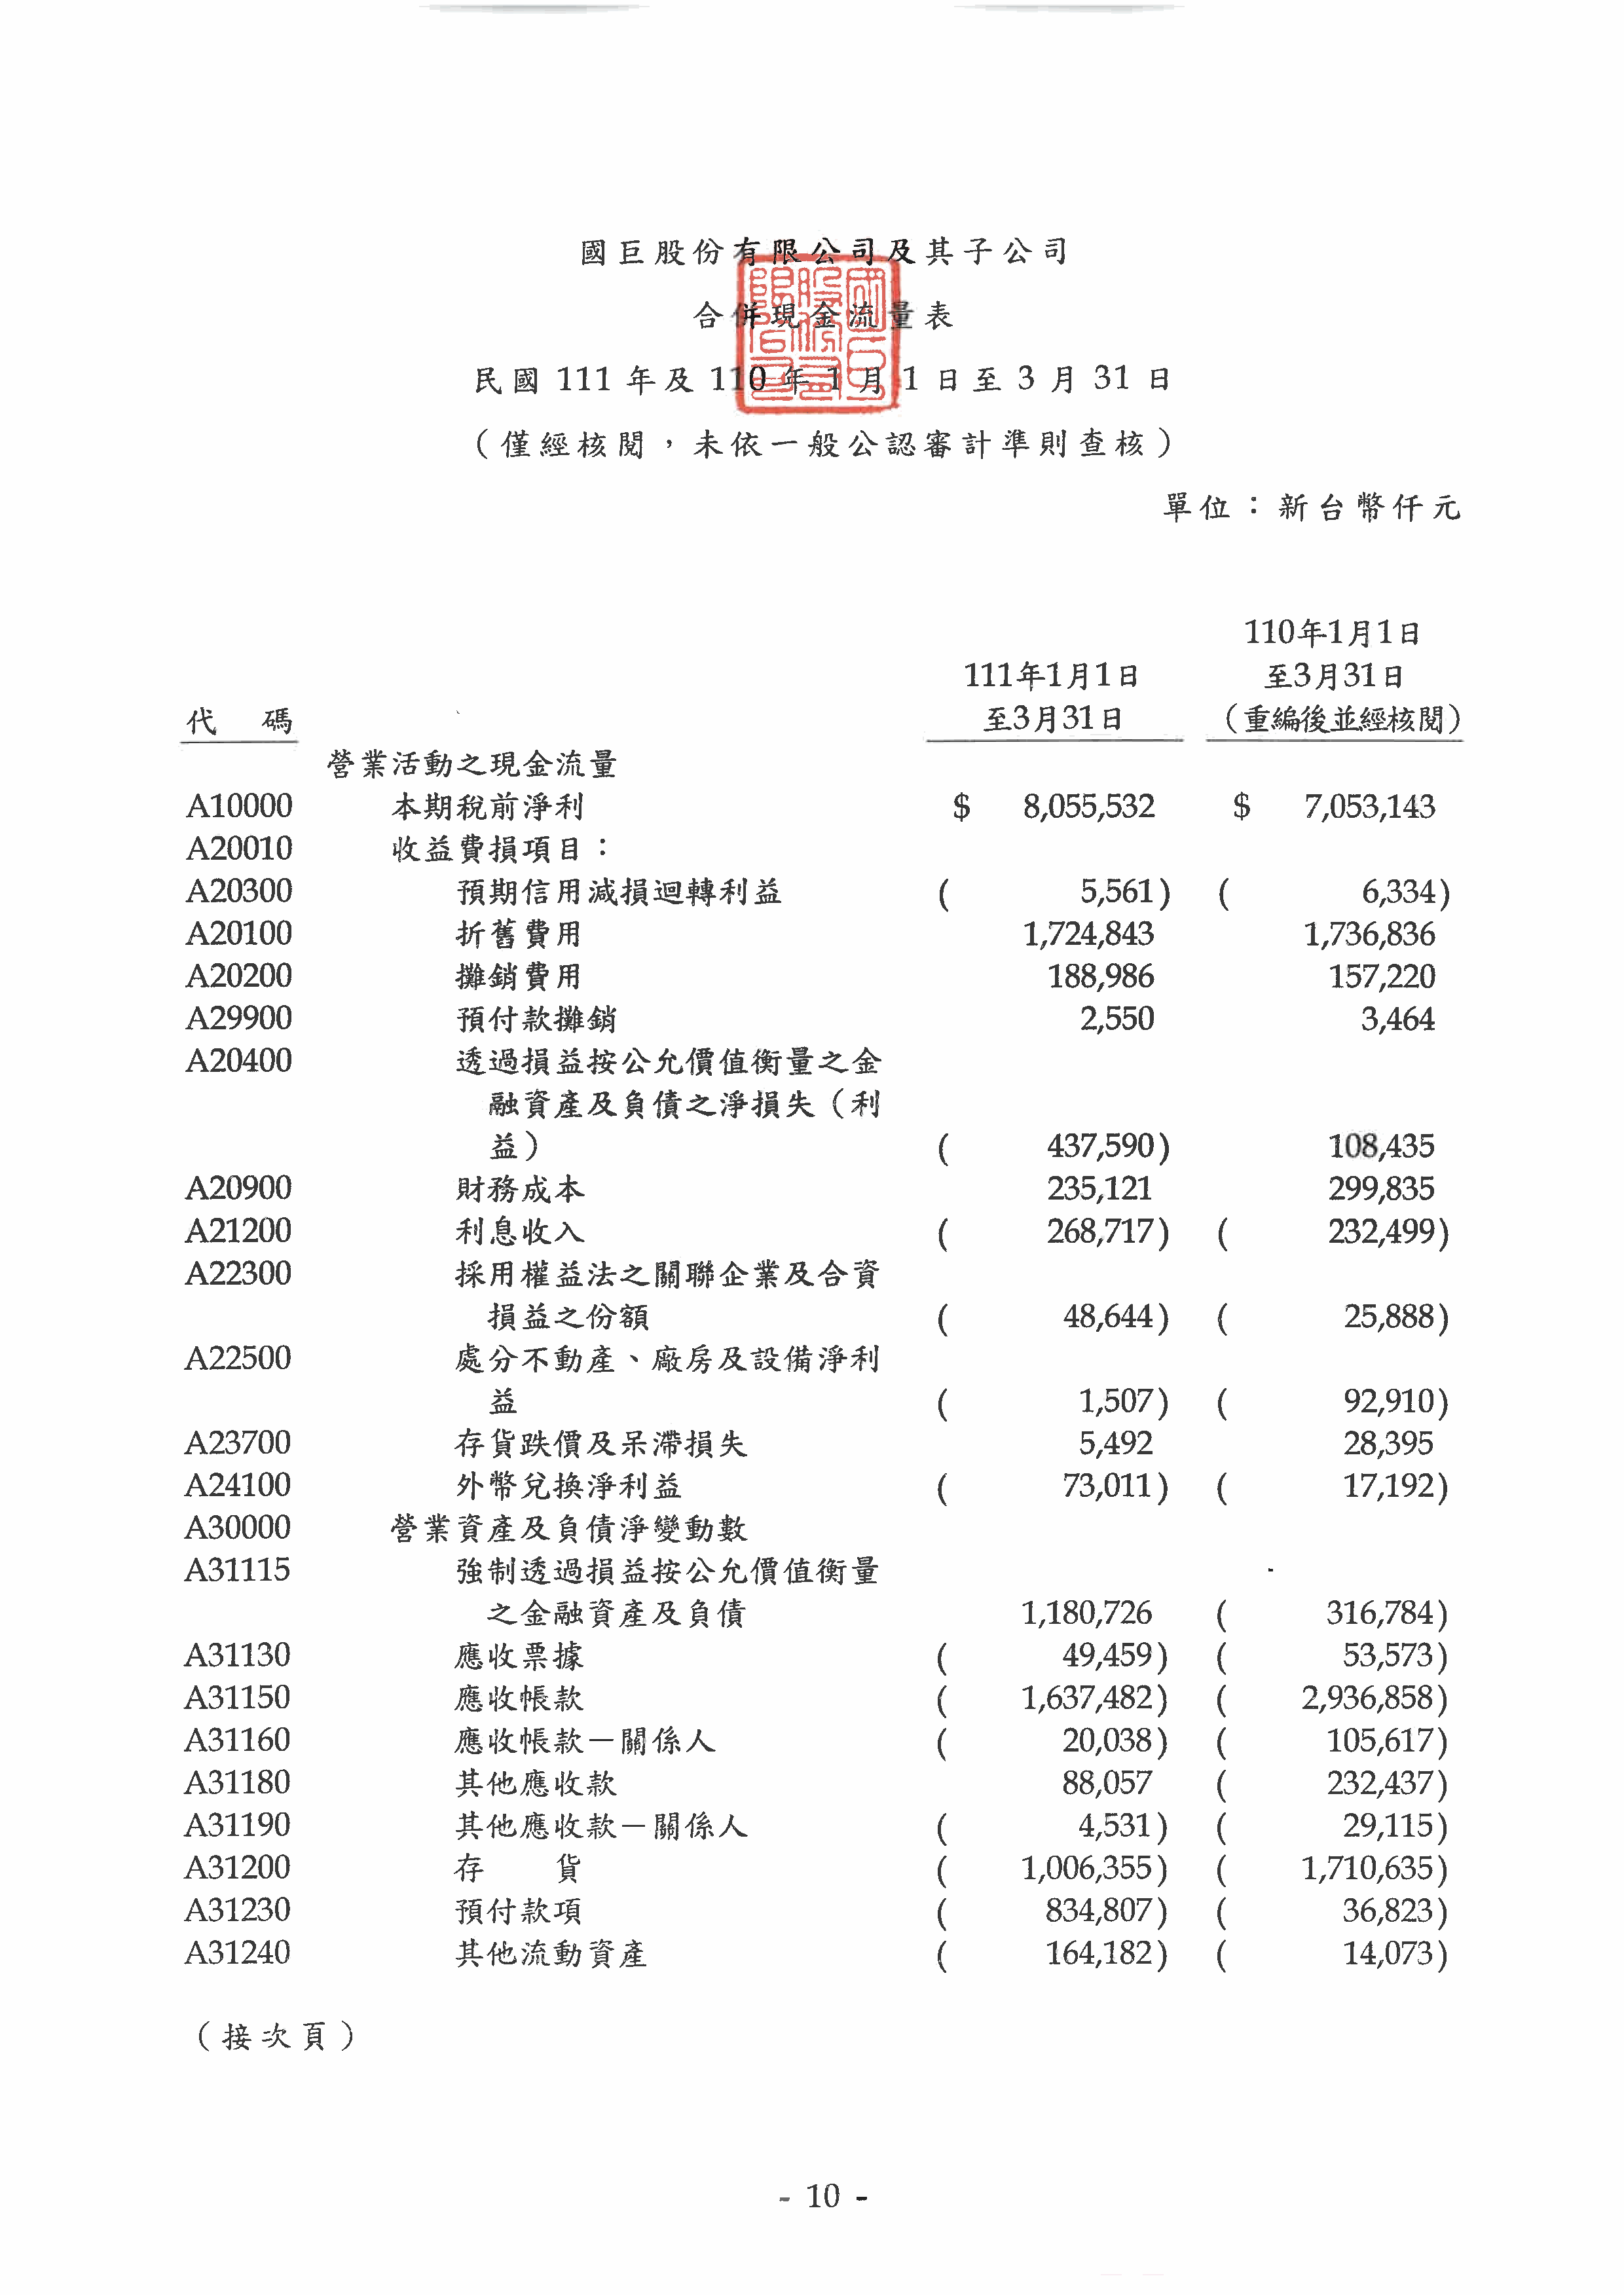 國巨股份有限公司及其子公司
合併現金流量表
民國 111 年及 110 年 1 月 1 日至 3 月 31 日
（僅經核閱，未依一般公認審計準則查核）
單位：新台幣仟元
110年1月1日
111年1月1日 至3月31日
代 碼 至3月31日 （重編後並經核閱）
營業活動之現金流量
A10000 本期稅前淨利 $ 8,055,532 $ 7,053,143
A20010 收益費損項目：
A20300 預期信用減損迴轉利益 ( 5,561) ( 6,334)
A20100 折舊費用 1,724,843 1,736,836
A20200 攤銷費用 188,986 157,220
A29900 預付款攤銷 2,550 3,464
A20400 透過損益按公允價值衡量之金
融資產及負債之淨損失（利
益） ( 437,590) 108,435
A20900 財務成本 235,121 299,835
A21200 利息收入 ( 268,717) ( 232,499)
A22300 採用權益法之關聯企業及合資
損益之份額 ( 48,644) ( 25,888)
A22500 處分不動產、廠房及設備淨利
益 ( 1,507) ( 92,910)
A23700 存貨跌價及呆滯損失 5,492 28,395
A24100 外幣兌換淨利益 ( 73,011) ( 17,192)
A30000 營業資產及負債淨變動數
A31115 強制透過損益按公允價值衡量
之金融資產及負債 1,180,726 ( 316,784)
A31130 應收票據 ( 49,459) ( 53,573)
A31150 應收帳款 ( 1,637,482) ( 2,936,858)
A31160 應收帳款－關係人 ( 20,038) ( 105,617)
A31180 其他應收款 88,057 ( 232,437)
A31190 其他應收款－關係人 ( 4,531) ( 29,115)
A31200 存 貨 ( 1,006,355) ( 1,710,635)
A31230 預付款項 ( 834,807) ( 36,823)
A31240 其他流動資產 ( 164,182) ( 14,073)
（接次頁）
- 10 -